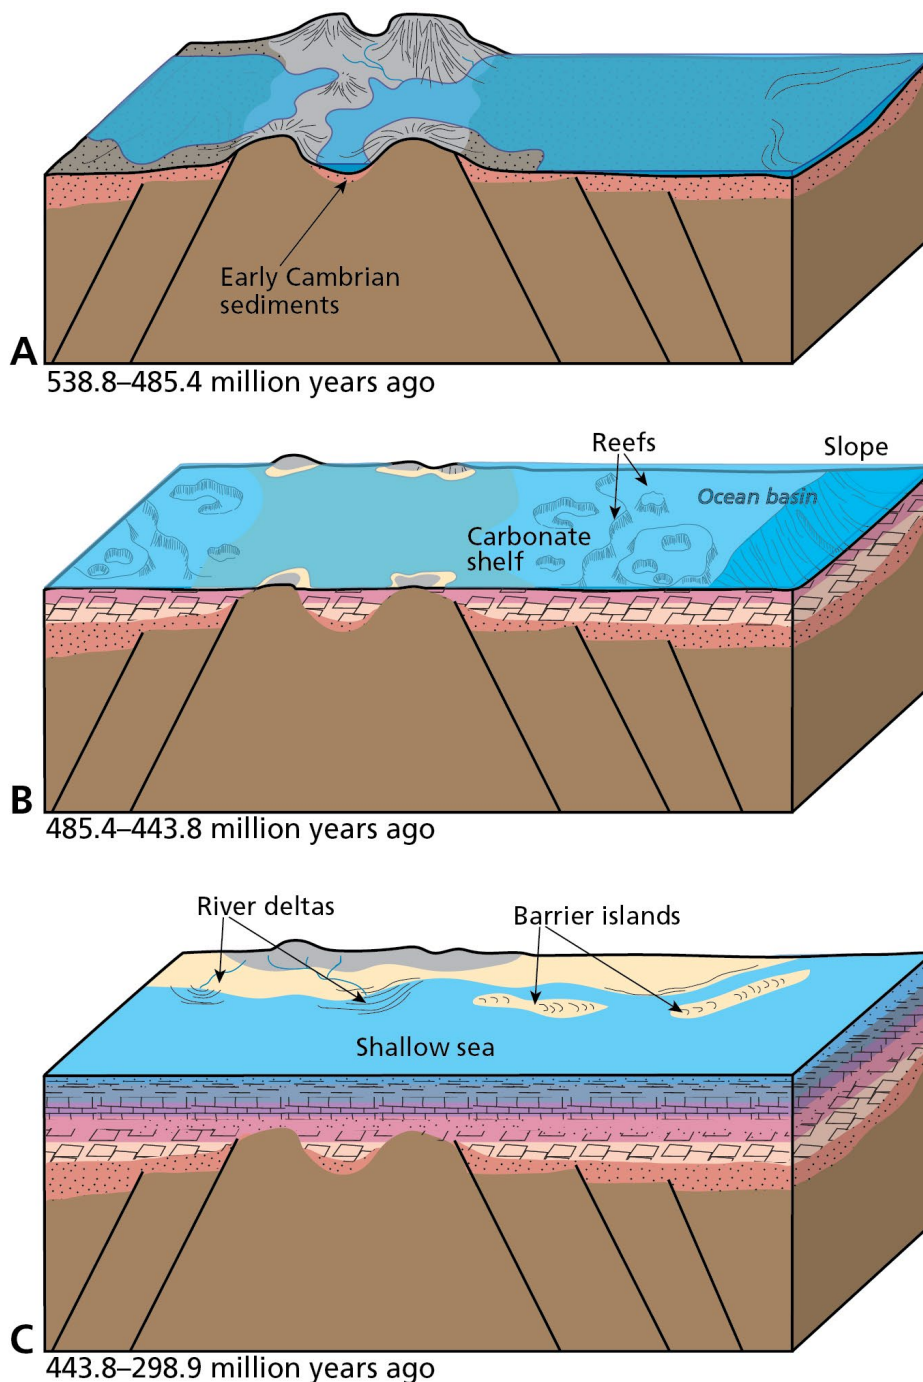 Early Cambrian
sediments
A
538.8–485.4 million years ago
Reefs
Slope
Ocean basin
Carbonate
shelf
B
485.4–443.8 million years ago
River deltas
Barrier islands
Shallow sea
C
443.8–298.9 million years ago